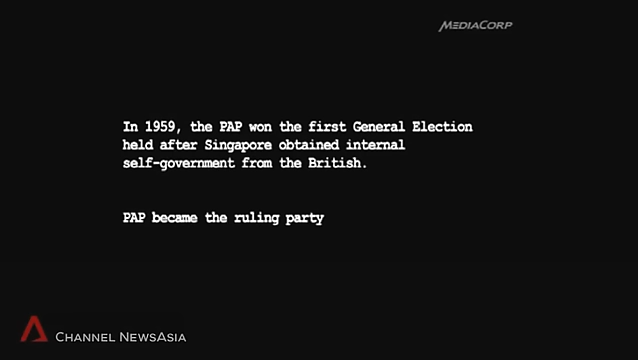 MEDIACORP
In 1959, the PAP won the first General Election
held after Singapore obtained internal
self-government from the British.
PAP became the ruling party
CHANNEL NEWSASIA